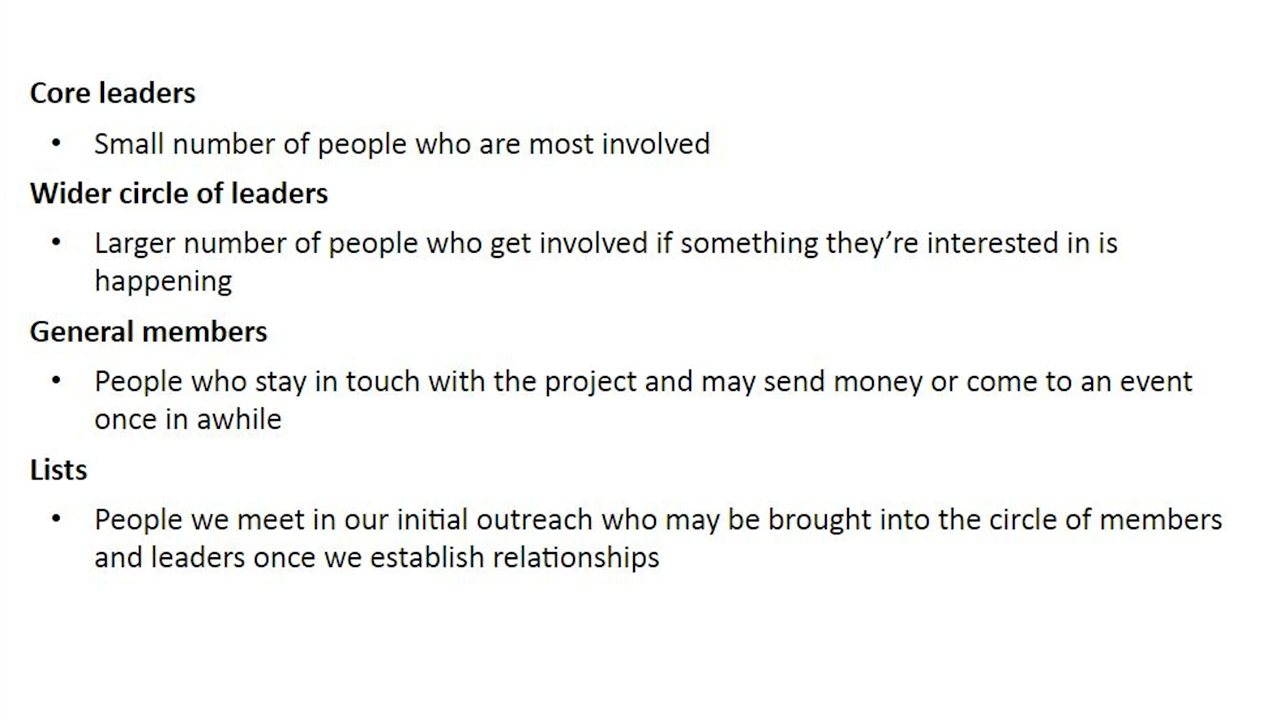 Core leaders
• Small number of people who are most involved
Wider circle of leaders
• Larger number of people who get involved if something they’re interested in is
happening
General members
• People who stay in touch with the project and may send money or come to an event
once in awhile
Lists
• People we meet in our initial outreach who may be brought into the circle of members
and leaders once we establish relationships